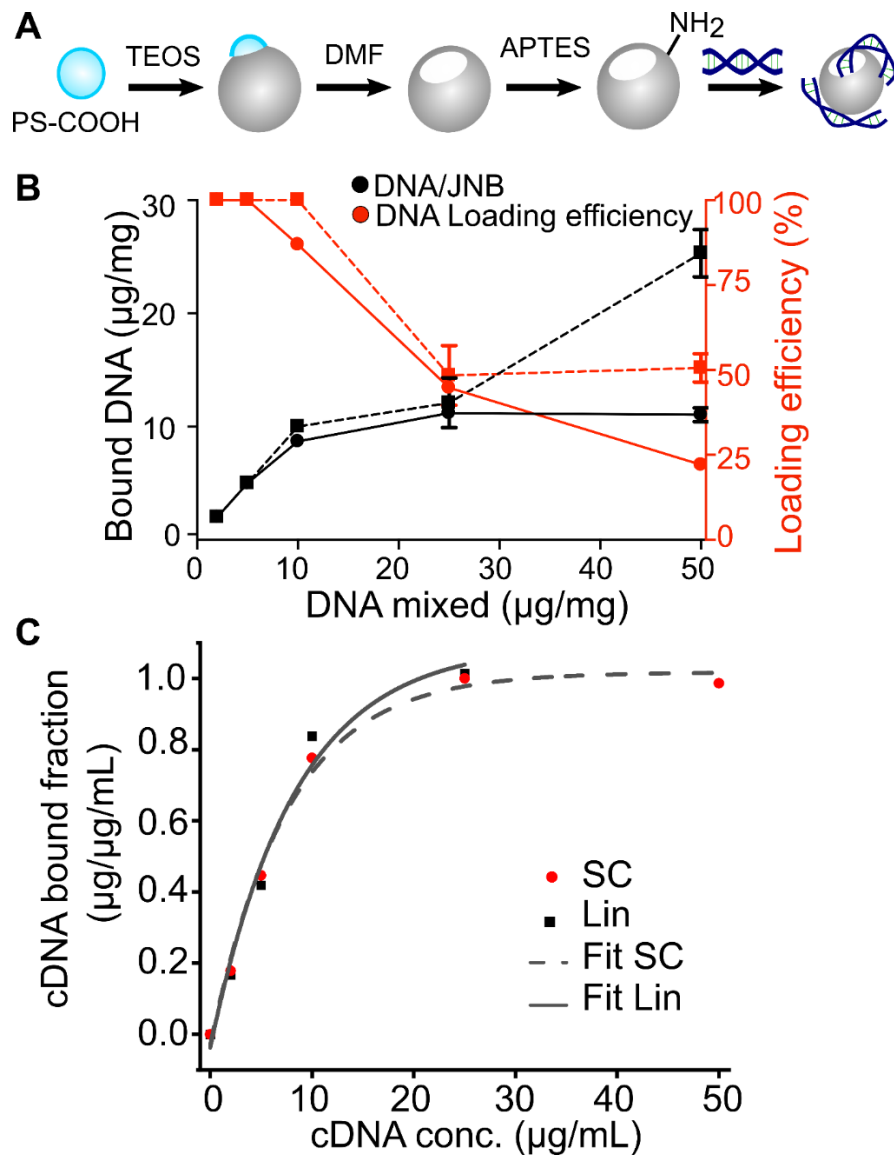 A
TEOS
DMF
APTES
NH2
PS-COOH
B
DNA/JNB
DNA Loading efficiency
30
20
10
0
100
75
50
25
0
0
10
20
30
40
50
Bound DNA (µg/mg)
Loading efficiency (%)
DNA mixed (µg/mg)
C
1.0
0.8
0.6
0.4
0.2
0.0
cDNA bound fraction
(µg/µg/mL)
SC
Lin
Fit SC
Fit Lin
0
10
20
30
40
50
cDNA conc. (µg/mL)